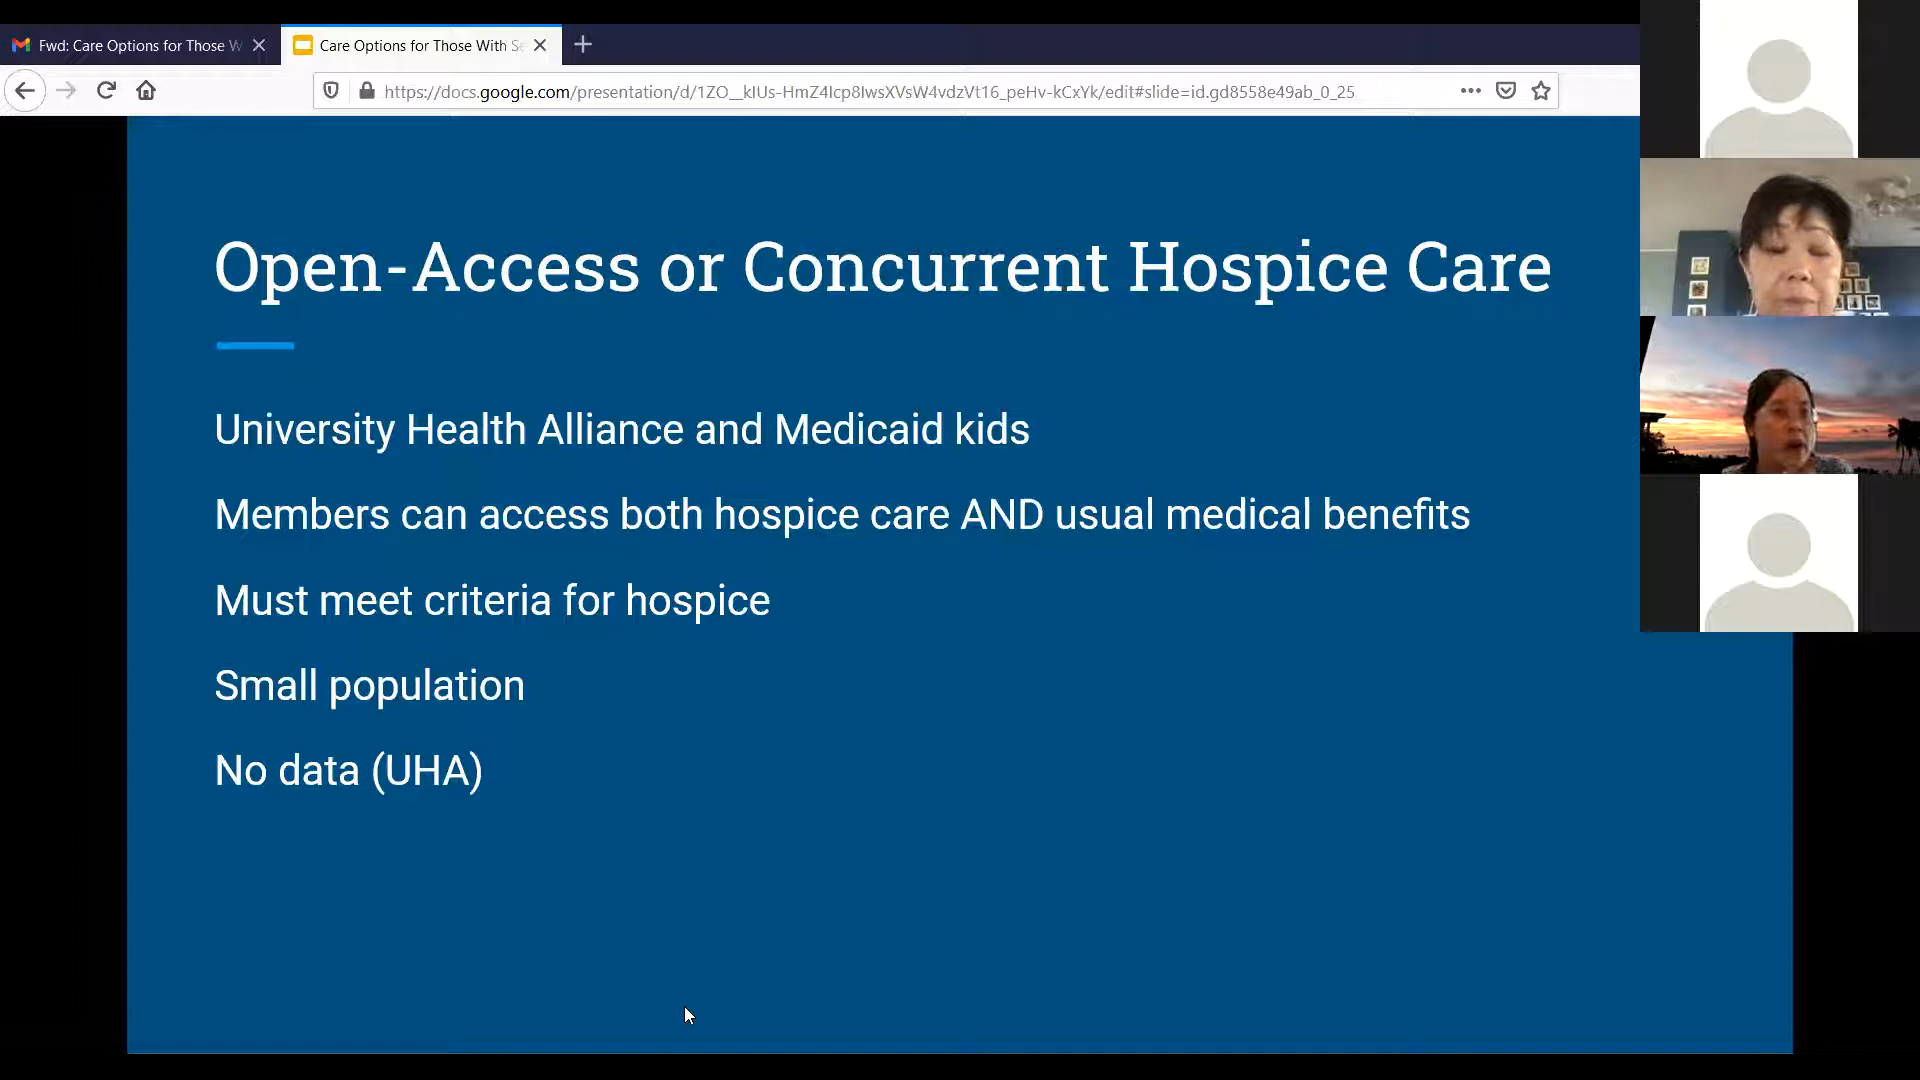 Fwd: Care Options for Those W
Care Options for Those With Se
https://docs.google.com/presentation/d/1ZO__kIUs-HmZ4Icp8IwsXVsW4vdzVt16_peHv-kCxYk/edit#slide=id.gd8558e49ab_0_25
Open-Access or Concurrent Hospice Care
University Health Alliance and Medicaid kids
Members can access both hospice care AND usual medical benefits
Must meet criteria for hospice
Small population
No data (UHA)